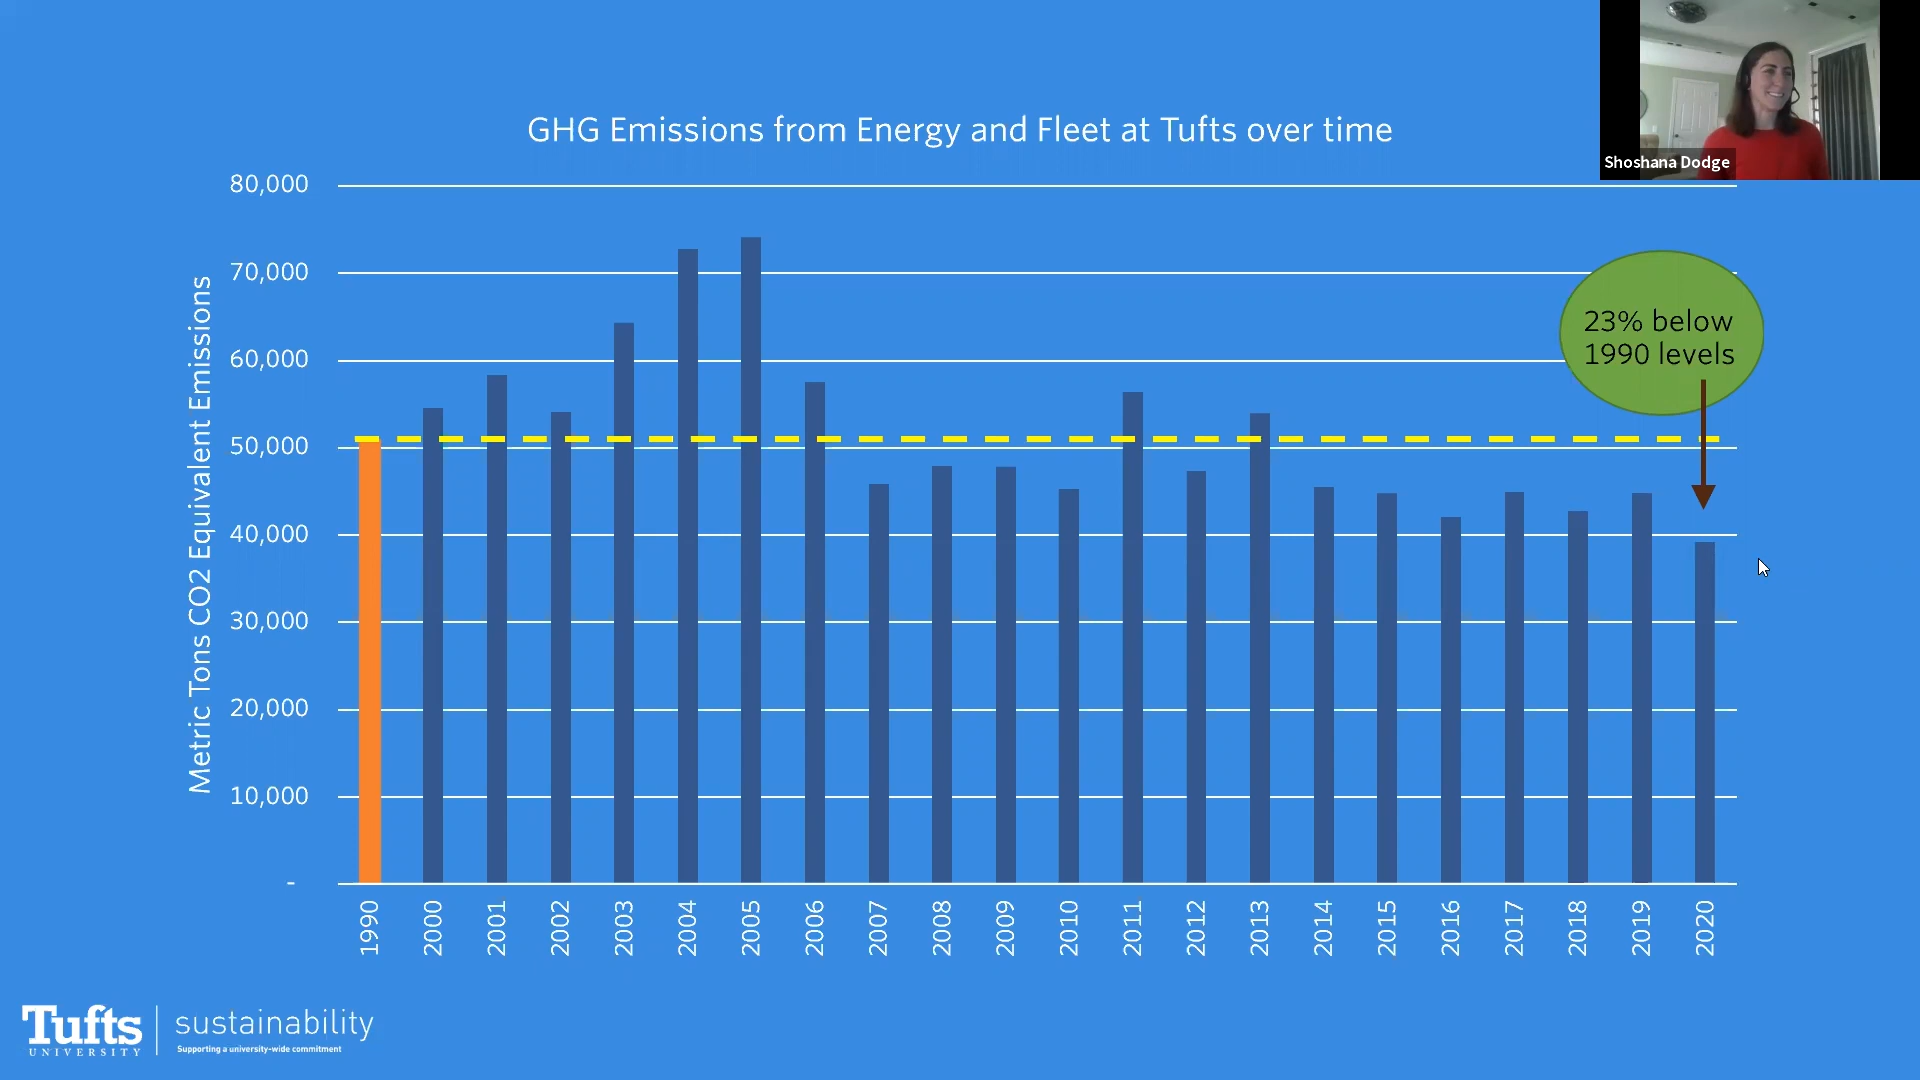 Shoshana Dodge
GHG Emissions from Energy and Fleet at Tufts over time
Metric Tons CO2 Equivalent Emissions
80,000
70,000
60,000
50,000
40,000
30,000
20,000
10,000
-
23% below
1990 levels
1990 2000 2001 2002 2003 2004 2005 2006 2007 2008 2009 2010 2011 2012 2013 2014 2015 2016 2017 2018 2019 2020
Tufts
UNIVERSITY
sustainability
Supporting a university-wide commitment